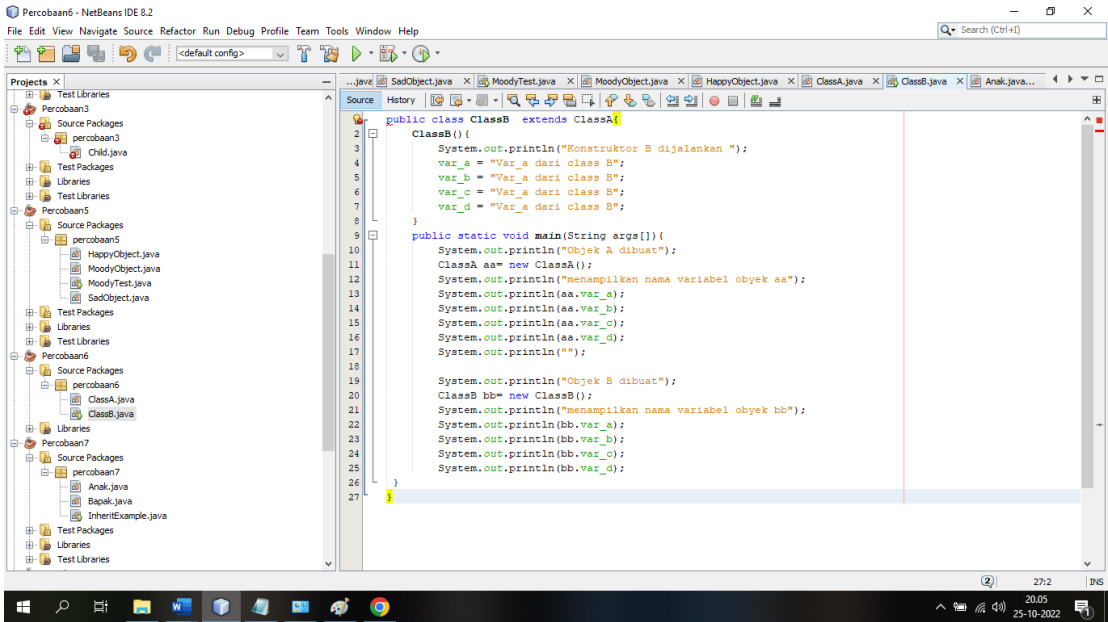 Percobaan6 - NetBeans IDE 8.2
File Edit View Navigate Source Refactor Run Debug Profile Team Tools Window Help
Search (Ctrl+I)
<default config>
Projects
Test Libraries
Percobaan3
Source Packages
percobaan3
Child.java
Test Packages
Libraries
Test Libraries
Percobaan5
Source Packages
percobaan5
HappyObject.java
MoodyObject.java
MoodyTest.java
SadObject.java
Test Packages
Libraries
Test Libraries
Percobaan6
Source Packages
percobaan6
ClassA.java
ClassB.java
Libraries
Percobaan7
Source Packages
percobaan7
Anak.java
Bapak.java
InheritExample.java
Test Packages
Libraries
Test Libraries
...java SadObject.java MoodyTest.java MoodyObject.java HappyObject.java ClassA.java ClassB.java Anak.java...
Source History
public class ClassB  extends ClassA{
2 ClassB(){
3 System.out.println("Konstruktor B dijalankan ");
4 var_a = "Var_a dari class B";
5 var_b = "Var_a dari class B";
6 var_c = "Var_a dari class B";
7 var_d = "Var_a dari class B";
8 }
9 public static void main(String args[]){
10 System.out.println("Objek A dibuat");
11 ClassA aa= new ClassA();
12 System.out.println("menampilkan nama variabel obyek aa");
13 System.out.println(aa.var_a);
14 System.out.println(aa.var_b);
15 System.out.println(aa.var_c);
16 System.out.println(aa.var_d);
17 System.out.println("");
18
19 System.out.println("Objek B dibuat");
20 ClassB bb= new ClassB();
21 System.out.println("menampilkan nama variabel obyek bb");
22 System.out.println(bb.var_a);
23 System.out.println(bb.var_b);
24 System.out.println(bb.var_c);
25 System.out.println(bb.var_d);
26 }
27 }
2 27:2 INS
20.05
25-10-2022
1